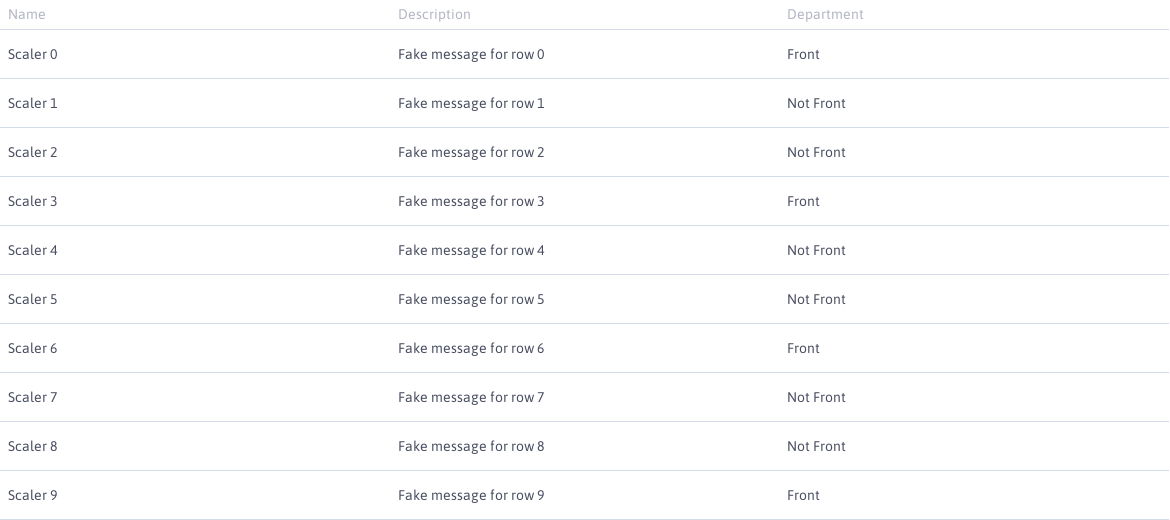 Name Description Department
Scaler 0 Fake message for row 0 Front
Scaler 1 Fake message for row 1 Not Front
Scaler 2 Fake message for row 2 Not Front
Scaler 3 Fake message for row 3 Front
Scaler 4 Fake message for row 4 Not Front
Scaler 5 Fake message for row 5 Not Front
Scaler 6 Fake message for row 6 Front
Scaler 7 Fake message for row 7 Not Front
Scaler 8 Fake message for row 8 Not Front
Scaler 9 Fake message for row 9 Front